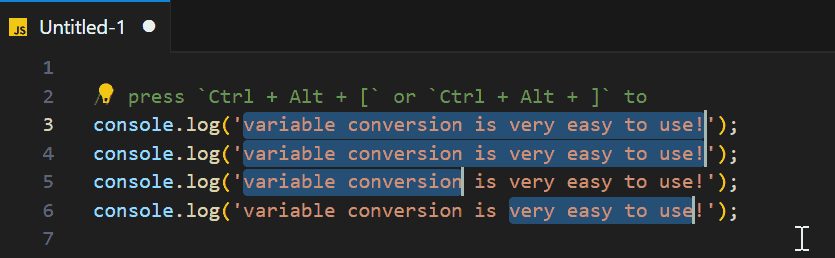 JS Untitled-1
1
2 / press `Ctrl + Alt + [` or `Ctrl + Alt + ]` to
3 console.log('variable conversion is very easy to use!');
4 console.log('variable conversion is very easy to use!');
5 console.log('variable conversion is very easy to use!');
6 console.log('variable conversion is very easy to use!');
7